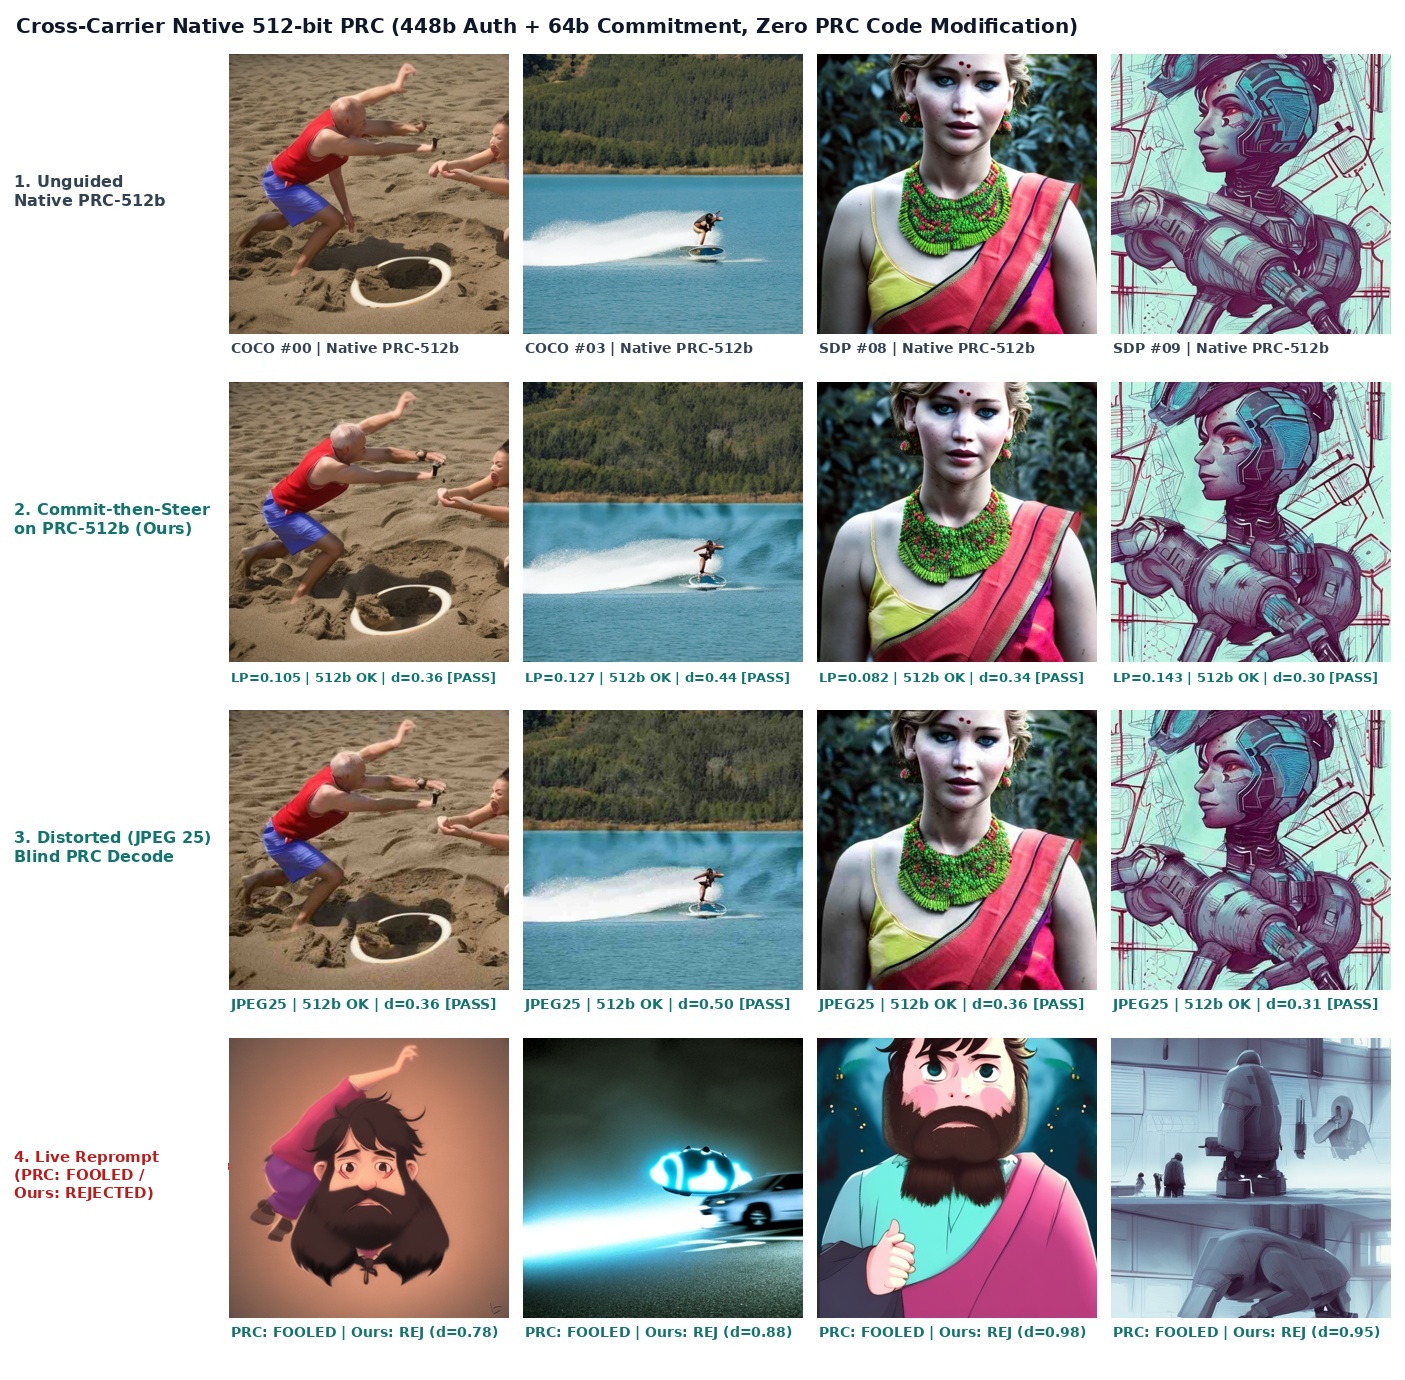 Cross-Carrier Native 512-bit PRC (448b Auth + 64b Commitment, Zero PRC Code Modification)
1. Unguided
Native PRC-512b
COCO #00 | Native PRC-512b
COCO #03 | Native PRC-512b
SDP #08 | Native PRC-512b
SDP #09 | Native PRC-512b
2. Commit-then-Steer
on PRC-512b (Ours)
LP=0.105 | 512b OK | d=0.36 [PASS]
LP=0.127 | 512b OK | d=0.44 [PASS]
LP=0.082 | 512b OK | d=0.34 [PASS]
LP=0.143 | 512b OK | d=0.30 [PASS]
3. Distorted (JPEG 25)
Blind PRC Decode
JPEG25 | 512b OK | d=0.36 [PASS]
JPEG25 | 512b OK | d=0.50 [PASS]
JPEG25 | 512b OK | d=0.36 [PASS]
JPEG25 | 512b OK | d=0.31 [PASS]
4. Live Reprompt
(PRC: FOOLED /
Ours: REJECTED)
PRC: FOOLED | Ours: REJ (d=0.78)
PRC: FOOLED | Ours: REJ (d=0.88)
PRC: FOOLED | Ours: REJ (d=0.98)
PRC: FOOLED | Ours: REJ (d=0.95)